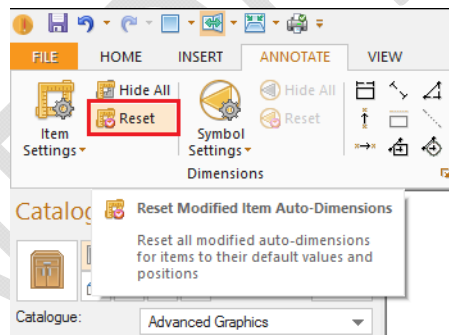 FILE HOME INSERT ANNOTATE VIEW
Hide All Hide All
Reset Reset
Item Settings Symbol Settings
Dimensions
Catalog
Reset Modified Item Auto-Dimensions
Reset all modified auto-dimensions
for items to their default values and
positions
Catalogue: Advanced Graphics